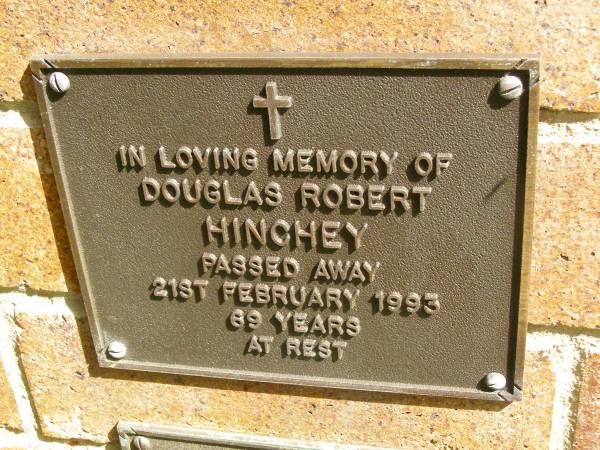 IN LOVING MEMORY OF
DOUGLAS ROBERT
HINCHEY
PASSED AWAY
21ST FEBRUARY 1993
69 YEARS
AT REST